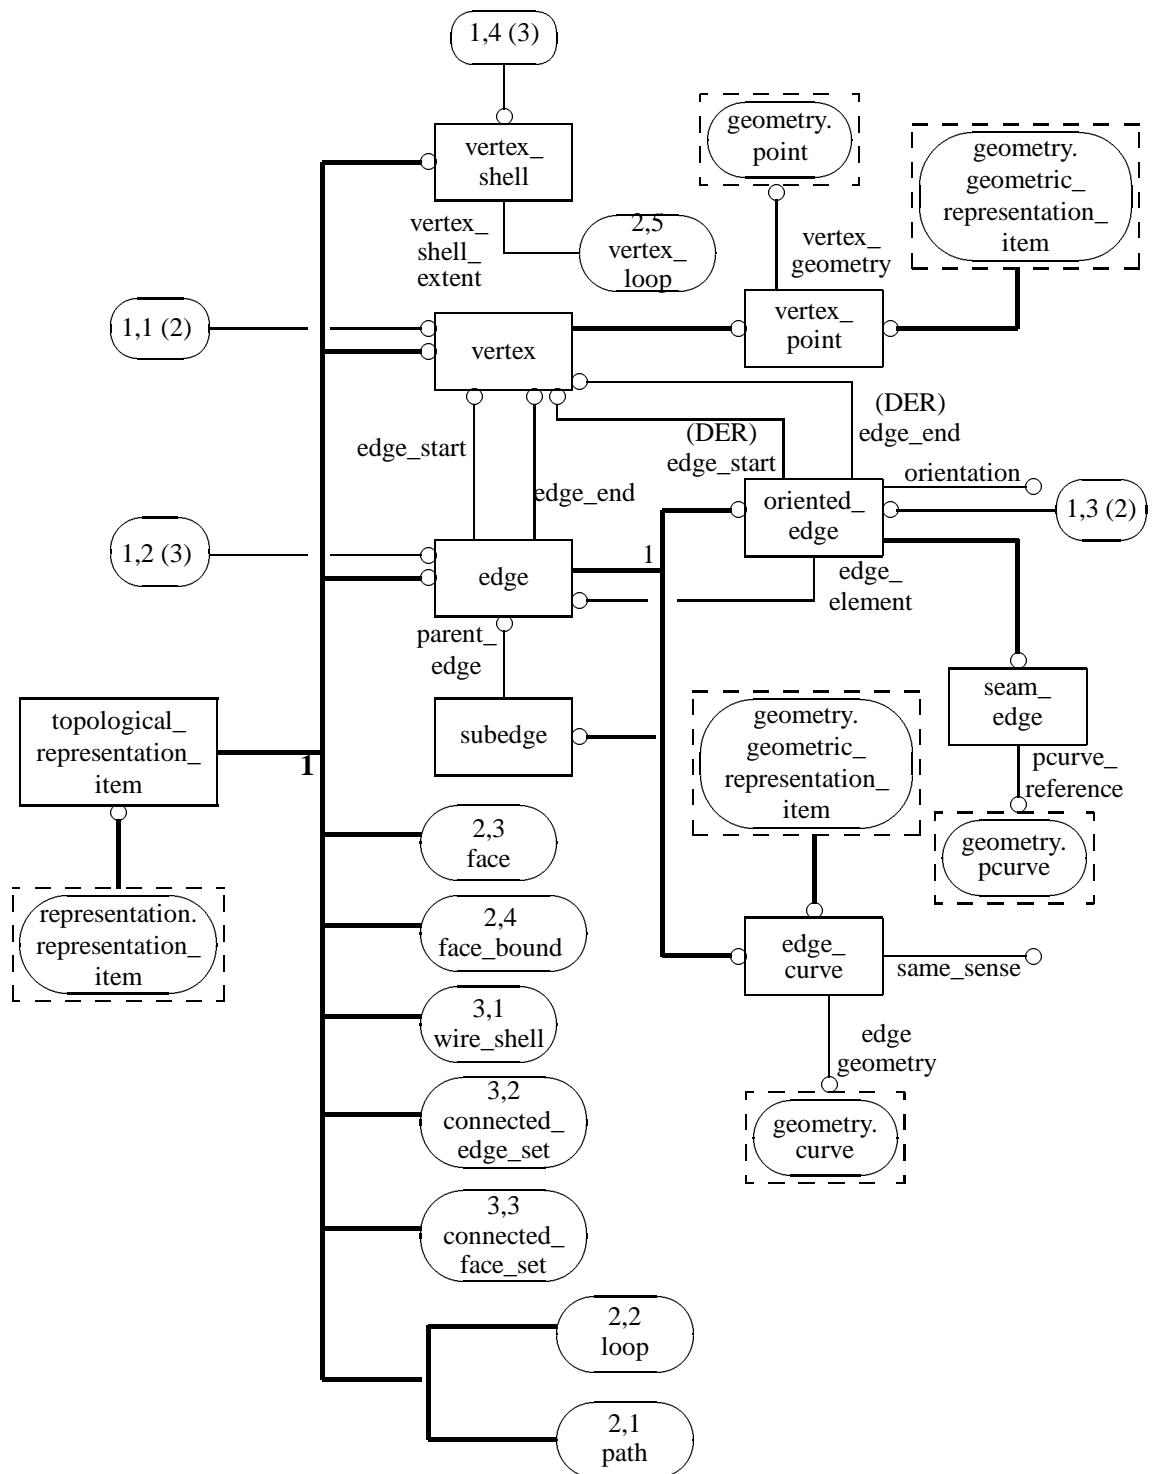 1,4 (3)
vertex_
shell
geometry.
point
geometry.
geometric_
representation_
item
vertex_
shell_
extent
2,5
vertex_
loop
vertex_
geometry
1,1 (2)
vertex
vertex_
point
edge_start
edge_end
(DER)
edge_start
(DER)
edge_end
orientation
1,2 (3)
edge
1
oriented_
edge
1,3 (2)
edge_
element
parent_
edge
subedge
topological_
representation_
item
1
geometry.
geometric_
representation_
item
seam_
edge
pcurve_
reference
geometry.
pcurve
representation.
representation_
item
2,3
face
2,4
face_bound
edge_
curve
same_sense
3,1
wire_shell
edge
geometry
3,2
connected_
edge_set
geometry.
curve
3,3
connected_
face_set
2,2
loop
2,1
path